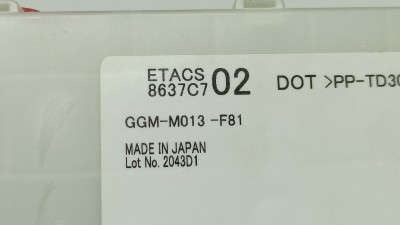 ETACS
8637C7 02 DOT >PP-TD30
GGM-M013 -F81
MADE IN JAPAN
Lot No. 2043D1